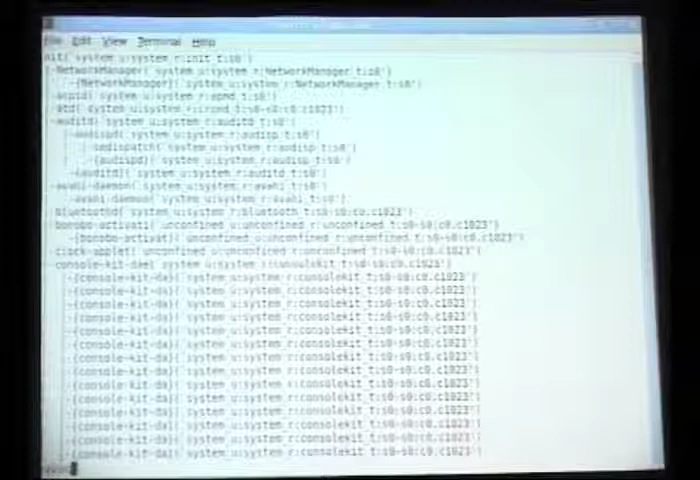 File Edit View Terminal Help
init(`system_u:system_r:init_t:s0')
|-NetworkManager(`system_u:system_r:NetworkManager_t:s0')
|-{NetworkManager}(`system_u:system_r:NetworkManager_t:s0')
-acpid(`system_u:system_r:apmd_t:s0')
-atd(`system_u:system_r:crond_t:s0-s0:c0.c1023')
-auditd(`system_u:system_r:auditd_t:s0')
|-audispd(`system_u:system_r:audisp_t:s0')
|-sedispatch(`system_u:system_r:audisp_t:s0')
|-{audispd}(`system_u:system_r:audisp_t:s0')
-{auditd}(`system_u:system_r:auditd_t:s0')
-avahi-daemon(`system_u:system_r:avahi_t:s0')
-avahi-daemon(`system_u:system_r:avahi_t:s0')
-bluetoothd(`system_u:system_r:bluetooth_t:s0-s0:c0.c1023')
-bonobo-activati(`unconfined_u:unconfined_r:unconfined_t:s0-s0:c0.c1023')
-{bonobo-activat}(`unconfined_u:unconfined_r:unconfined_t:s0-s0:c0.c1023')
-clock-applet(`unconfined_u:unconfined_r:unconfined_t:s0-s0:c0.c1023')
-console-kit-dae(`system_u:system_r:consolekit_t:s0-s0:c0.c1023')
|-{console-kit-da}(`system_u:system_r:consolekit_t:s0-s0:c0.c1023')
|-{console-kit-da}(`system_u:system_r:consolekit_t:s0-s0:c0.c1023')
|-{console-kit-da}(`system_u:system_r:consolekit_t:s0-s0:c0.c1023')
|-{console-kit-da}(`system_u:system_r:consolekit_t:s0-s0:c0.c1023')
|-{console-kit-da}(`system_u:system_r:consolekit_t:s0-s0:c0.c1023')
|-{console-kit-da}(`system_u:system_r:consolekit_t:s0-s0:c0.c1023')
|-{console-kit-da}(`system_u:system_r:consolekit_t:s0-s0:c0.c1023')
|-{console-kit-da}(`system_u:system_r:consolekit_t:s0-s0:c0.c1023')
|-{console-kit-da}(`system_u:system_r:consolekit_t:s0-s0:c0.c1023')
|-{console-kit-da}(`system_u:system_r:consolekit_t:s0-s0:c0.c1023')
|-{console-kit-da}(`system_u:system_r:consolekit_t:s0-s0:c0.c1023')
|-{console-kit-da}(`system_u:system_r:consolekit_t:s0-s0:c0.c1023')
|-{console-kit-da}(`system_u:system_r:consolekit_t:s0-s0:c0.c1023')
|-{console-kit-da}(`system_u:system_r:consolekit_t:s0-s0:c0.c1023')